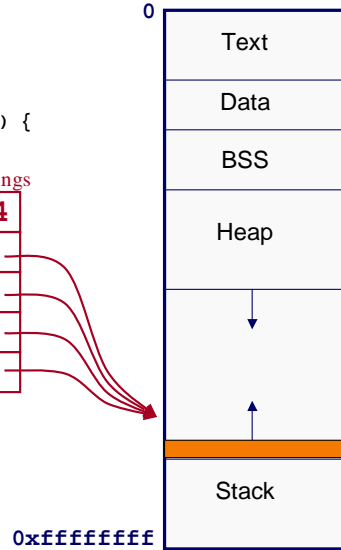 0
Text
Data
) {
BSS
ngs
4
Heap
Stack
0xffffffff